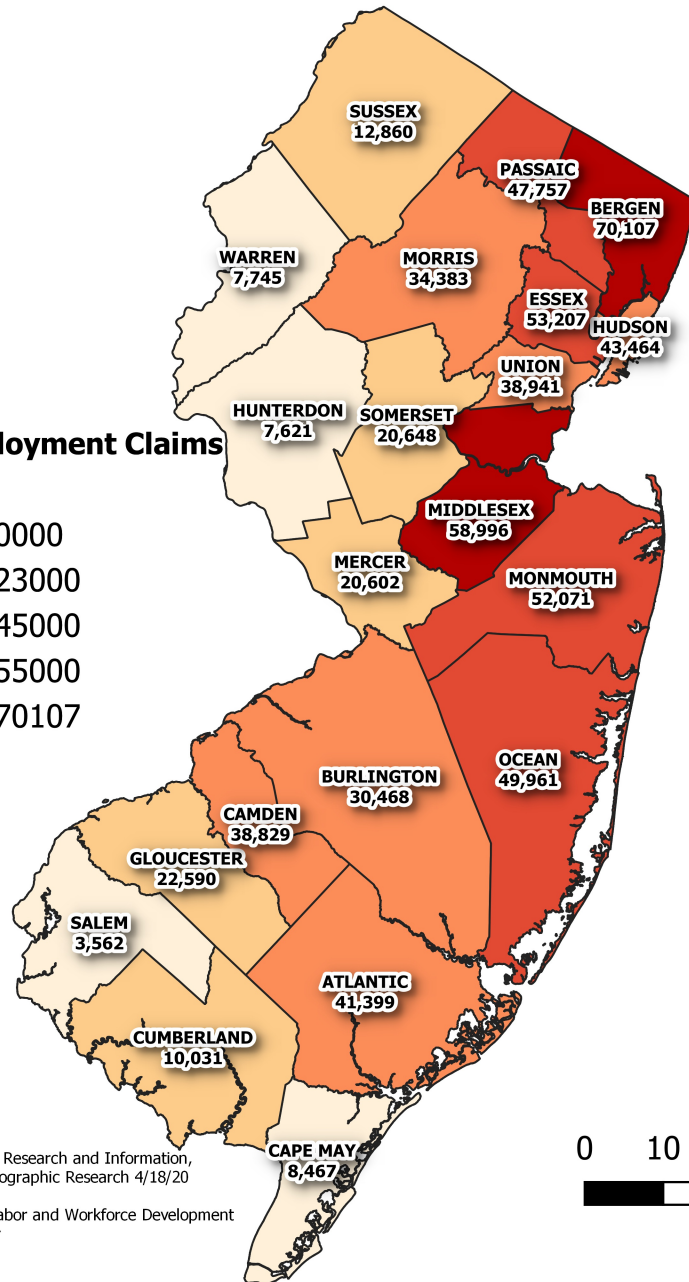 SUSSEX
12,860
PASSAIC
47,757
BERGEN
70,107
WARREN
7,745
MORRIS
34,383
ESSEX
53,207
HUDSON
43,464
UNION
38,941
HUNTERDON
7,621
SOMERSET
20,648
loyment Claims
MIDDLESEX
58,996
0000
23000
45000
55000
70107
MERCER
20,602
MONMOUTH
52,071
OCEAN
49,961
BURLINGTON
30,468
CAMDEN
38,829
GLOUCESTER
22,590
SALEM
3,562
ATLANTIC
41,399
CUMBERLAND
10,031
CAPE MAY
8,467
Research and Information,
ographic Research 4/18/20
abor and Workforce Development
0 10